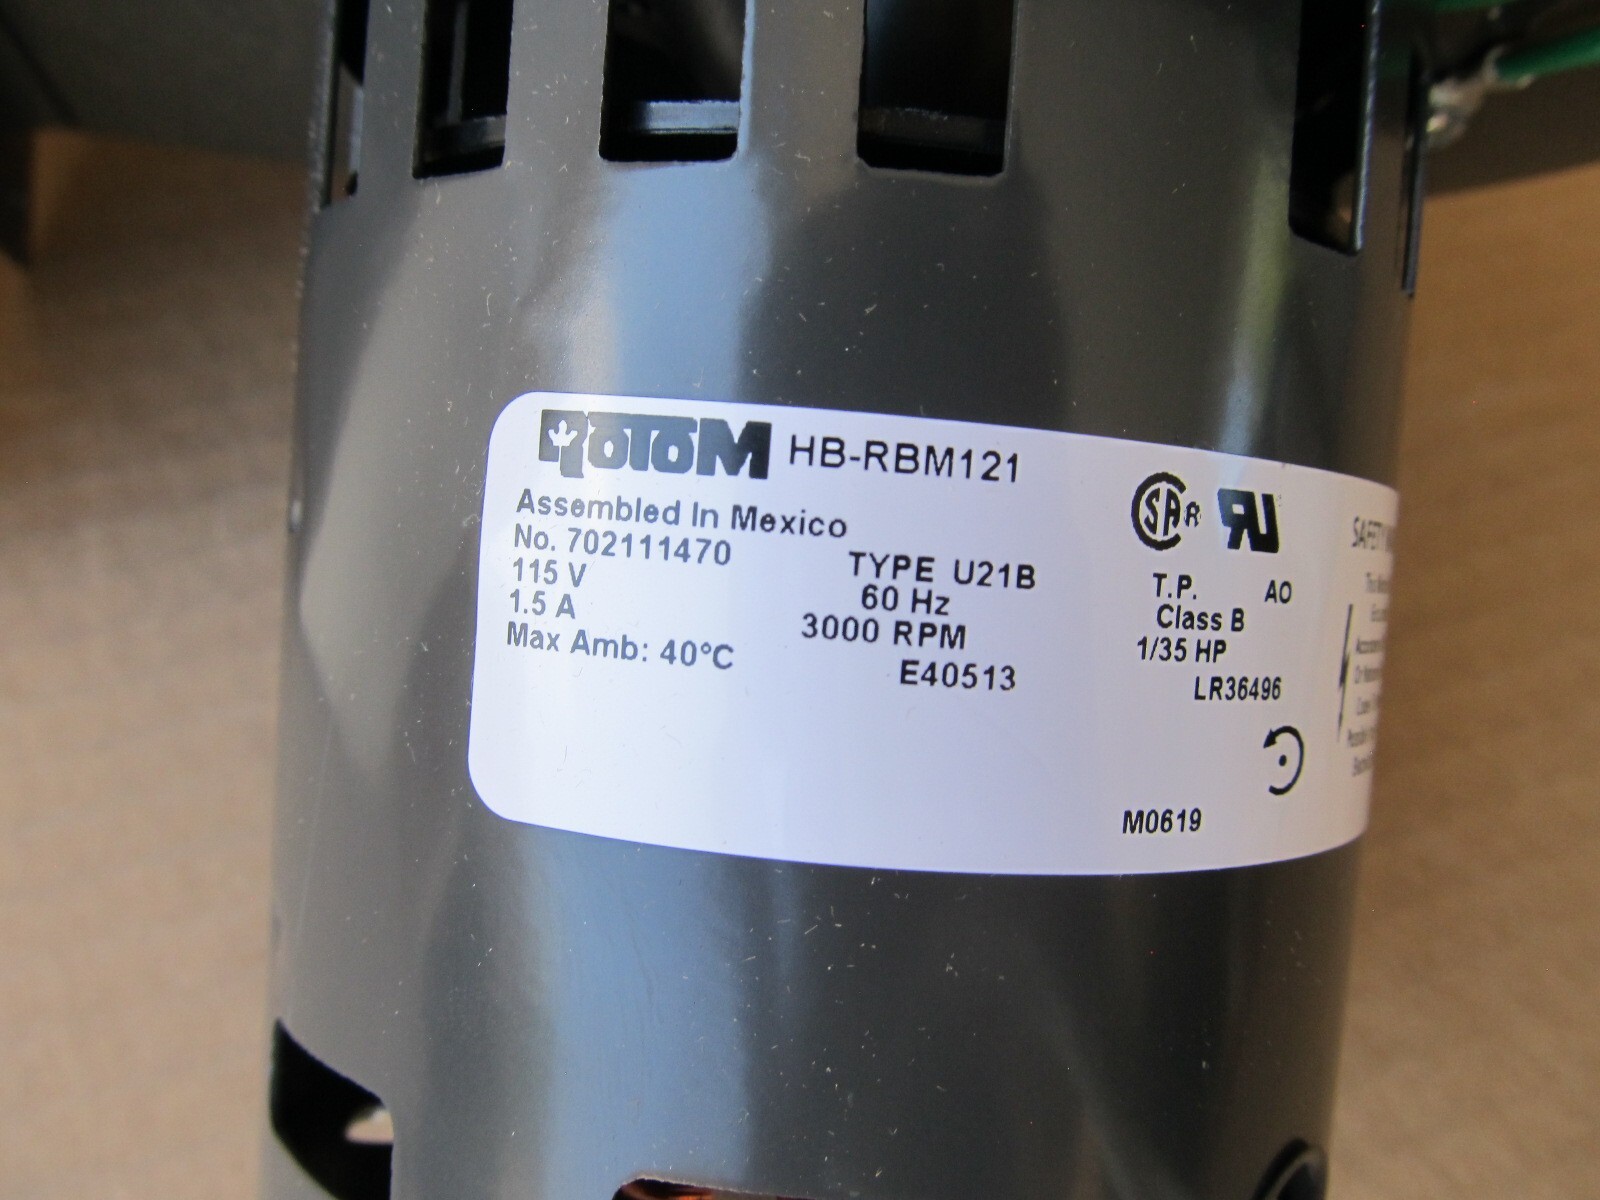 ROTOM HB-RBM121
Assembled In Mexico
No. 702111470 TYPE U21B T.P. AO
115 V 60 Hz Class B
1.5 A 3000 RPM 1/35 HP
Max Amb: 40°C E40513 LR36496
M0619
SAFETY